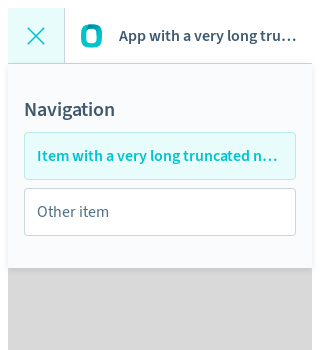 App with a very long tru...
Navigation
Item with a very long truncated n...
Other item